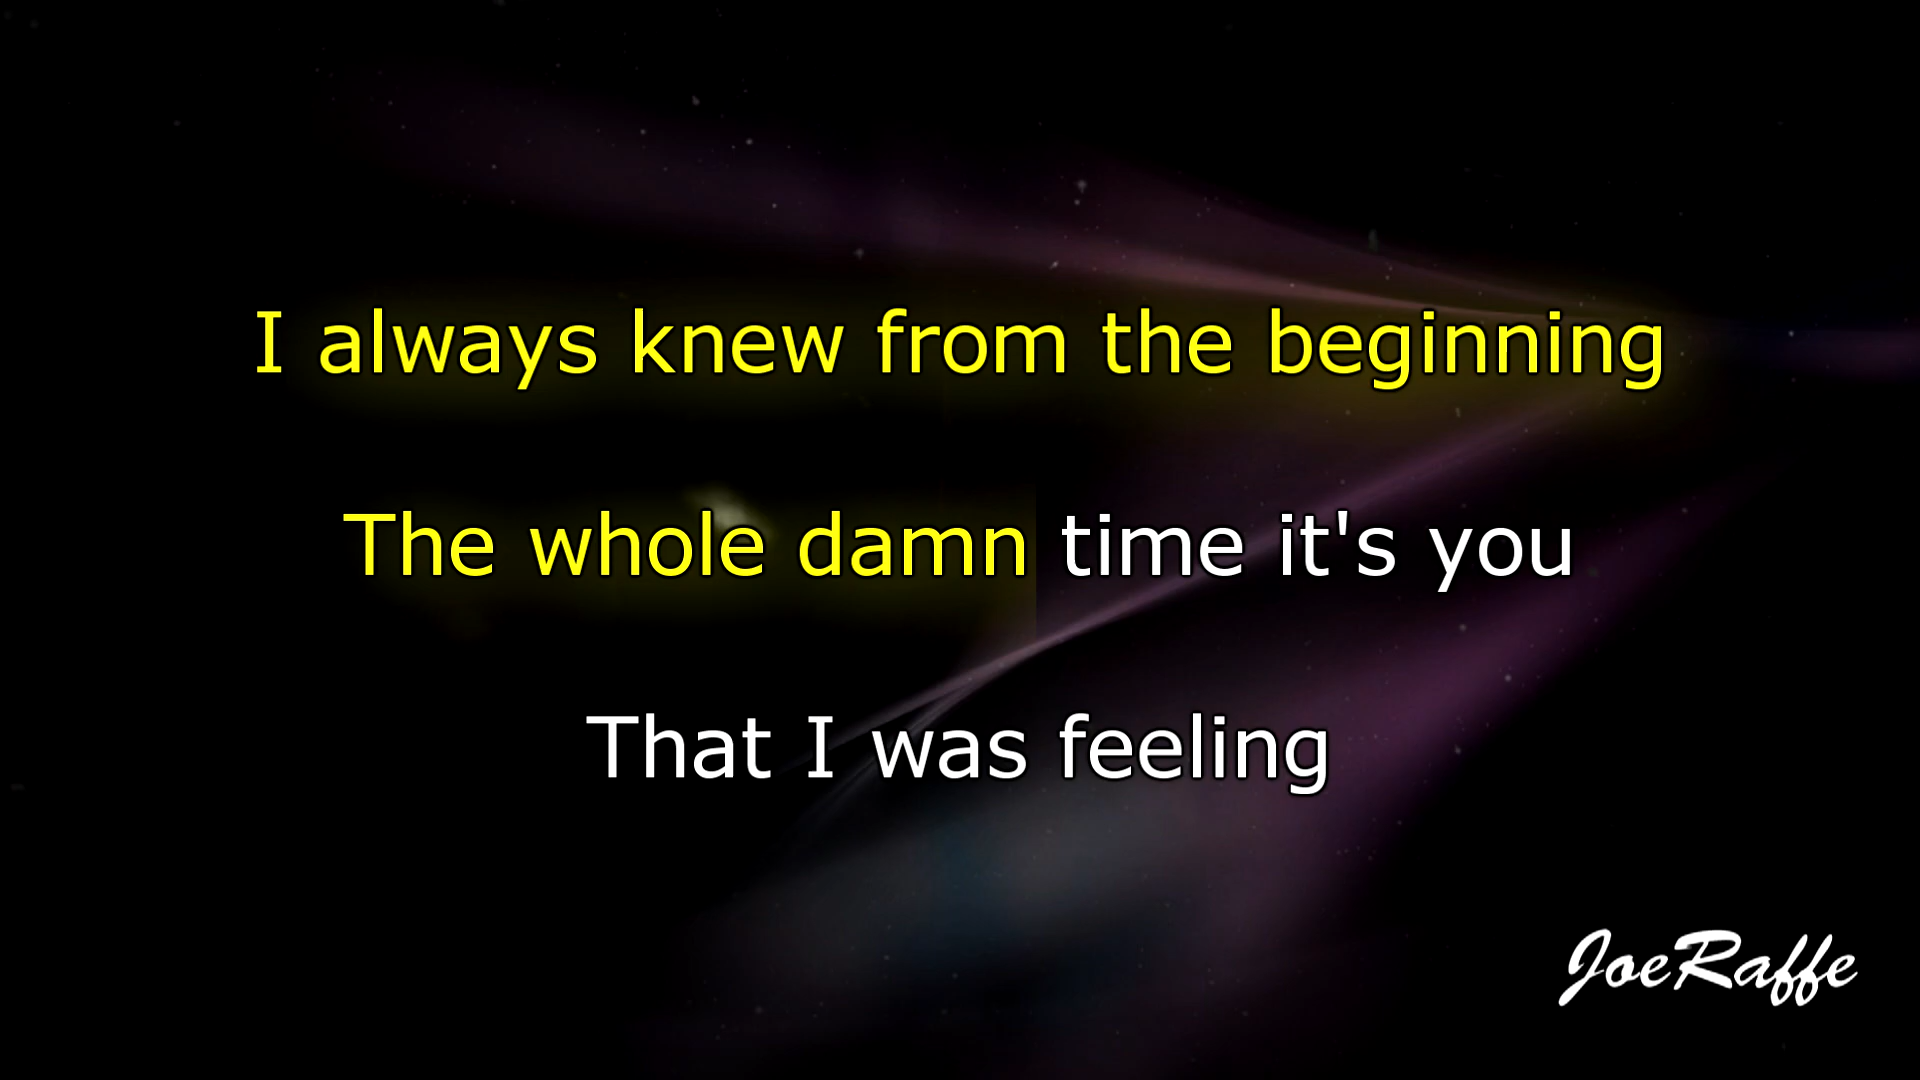 I always knew from the beginning
The whole damn time it's you
That I was feeling
JoeRaffe